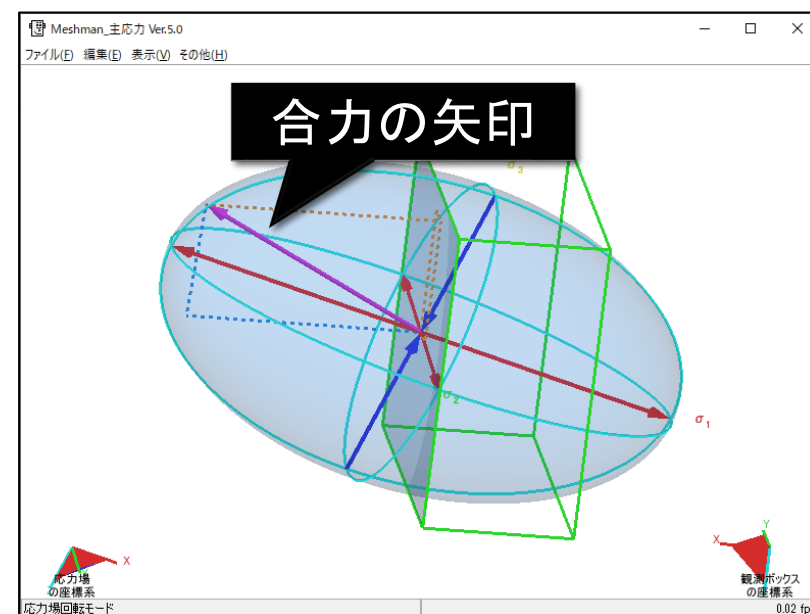 Meshman_主応力 Ver.5.0
ファイル(F) 編集(E) 表示(V) その他(H)
合力の矢印
σ3
σ2
σ1
X
応力場
の座標系
X
Y
観測ボックス
の座標系
応力場回転モード
0.02 fp